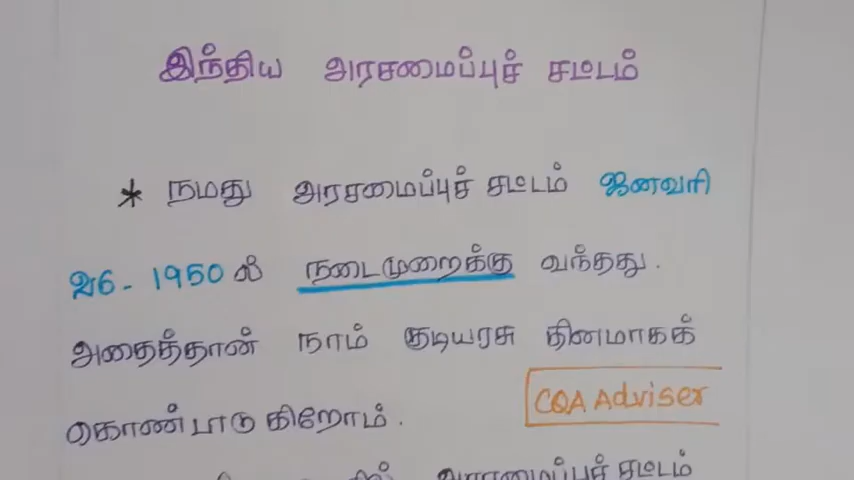 இந்திய அரசமைப்புச் சட்டம்
* நமது அரசமைப்புச் சட்டம் ஜனவரி
26 - 1950 ல் நடைமுறைக்கு வந்தது.
அதைத்தான் நாம் குடியரசு தினமாகக்
கொண்பாடு கிறோம்.
CQA Adviser
அரசமைப்புச் சட்டம்